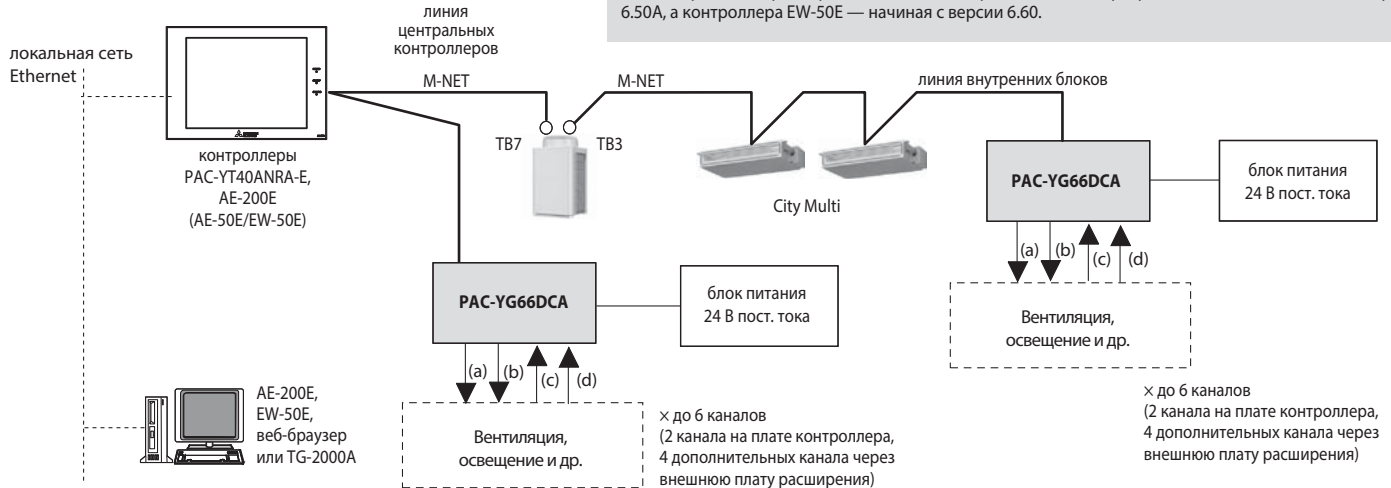 6.50A, а контроллера EW-50E — начиная с версии 6.60.
линия
центральных
контроллеров
локальная сеть
Ethernet
M-NET
M-NET
линия внутренних блоков
TB7
TB3
контроллеры
PAC-YT40ANRA-E,
AE-200E
(AE-50E/EW-50E)
City Multi
PAC-YG66DCA
блок питания
24 В пост. тока
(a)
(b)
(c)
(d)
Вентиляция,
освещение и др.
× до 6 каналов
(2 канала на плате контроллера,
4 дополнительных канала через
внешнюю плату расширения)
PAC-YG66DCA
блок питания
24 В пост. тока
(a)
(b)
(c)
(d)
Вентиляция,
освещение и др.
× до 6 каналов
(2 канала на плате контроллера,
4 дополнительных канала через
внешнюю плату расширения)
AE-200E,
EW-50E,
веб-браузер
или TG-2000A